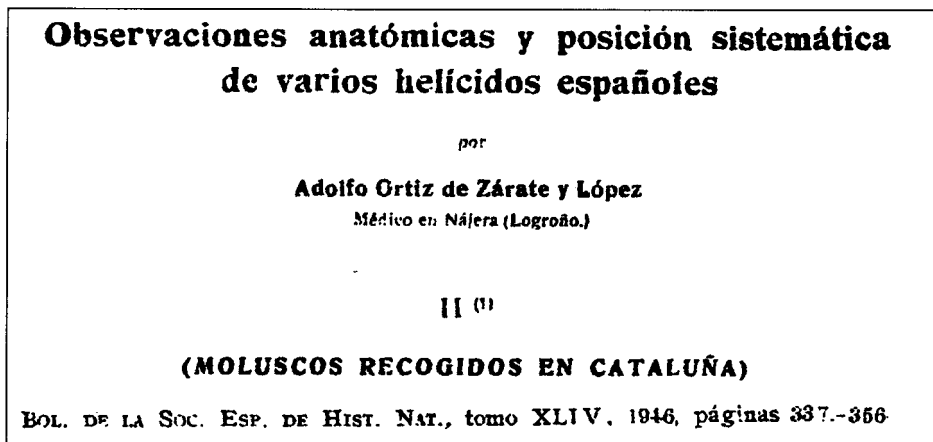 Observaciones anatómicas y posición sistemática
de varios helícidos españoles
por
Adolfo Ortiz de Zárate y López
Médico en Nájera (Logroño.)
II (1)
(MOLUSCOS RECOGIDOS EN CATALUÑA)
BOL. DE LA SOC. ESP. DE HIST. NAT., tomo XLIV, 1946, páginas 337.-356